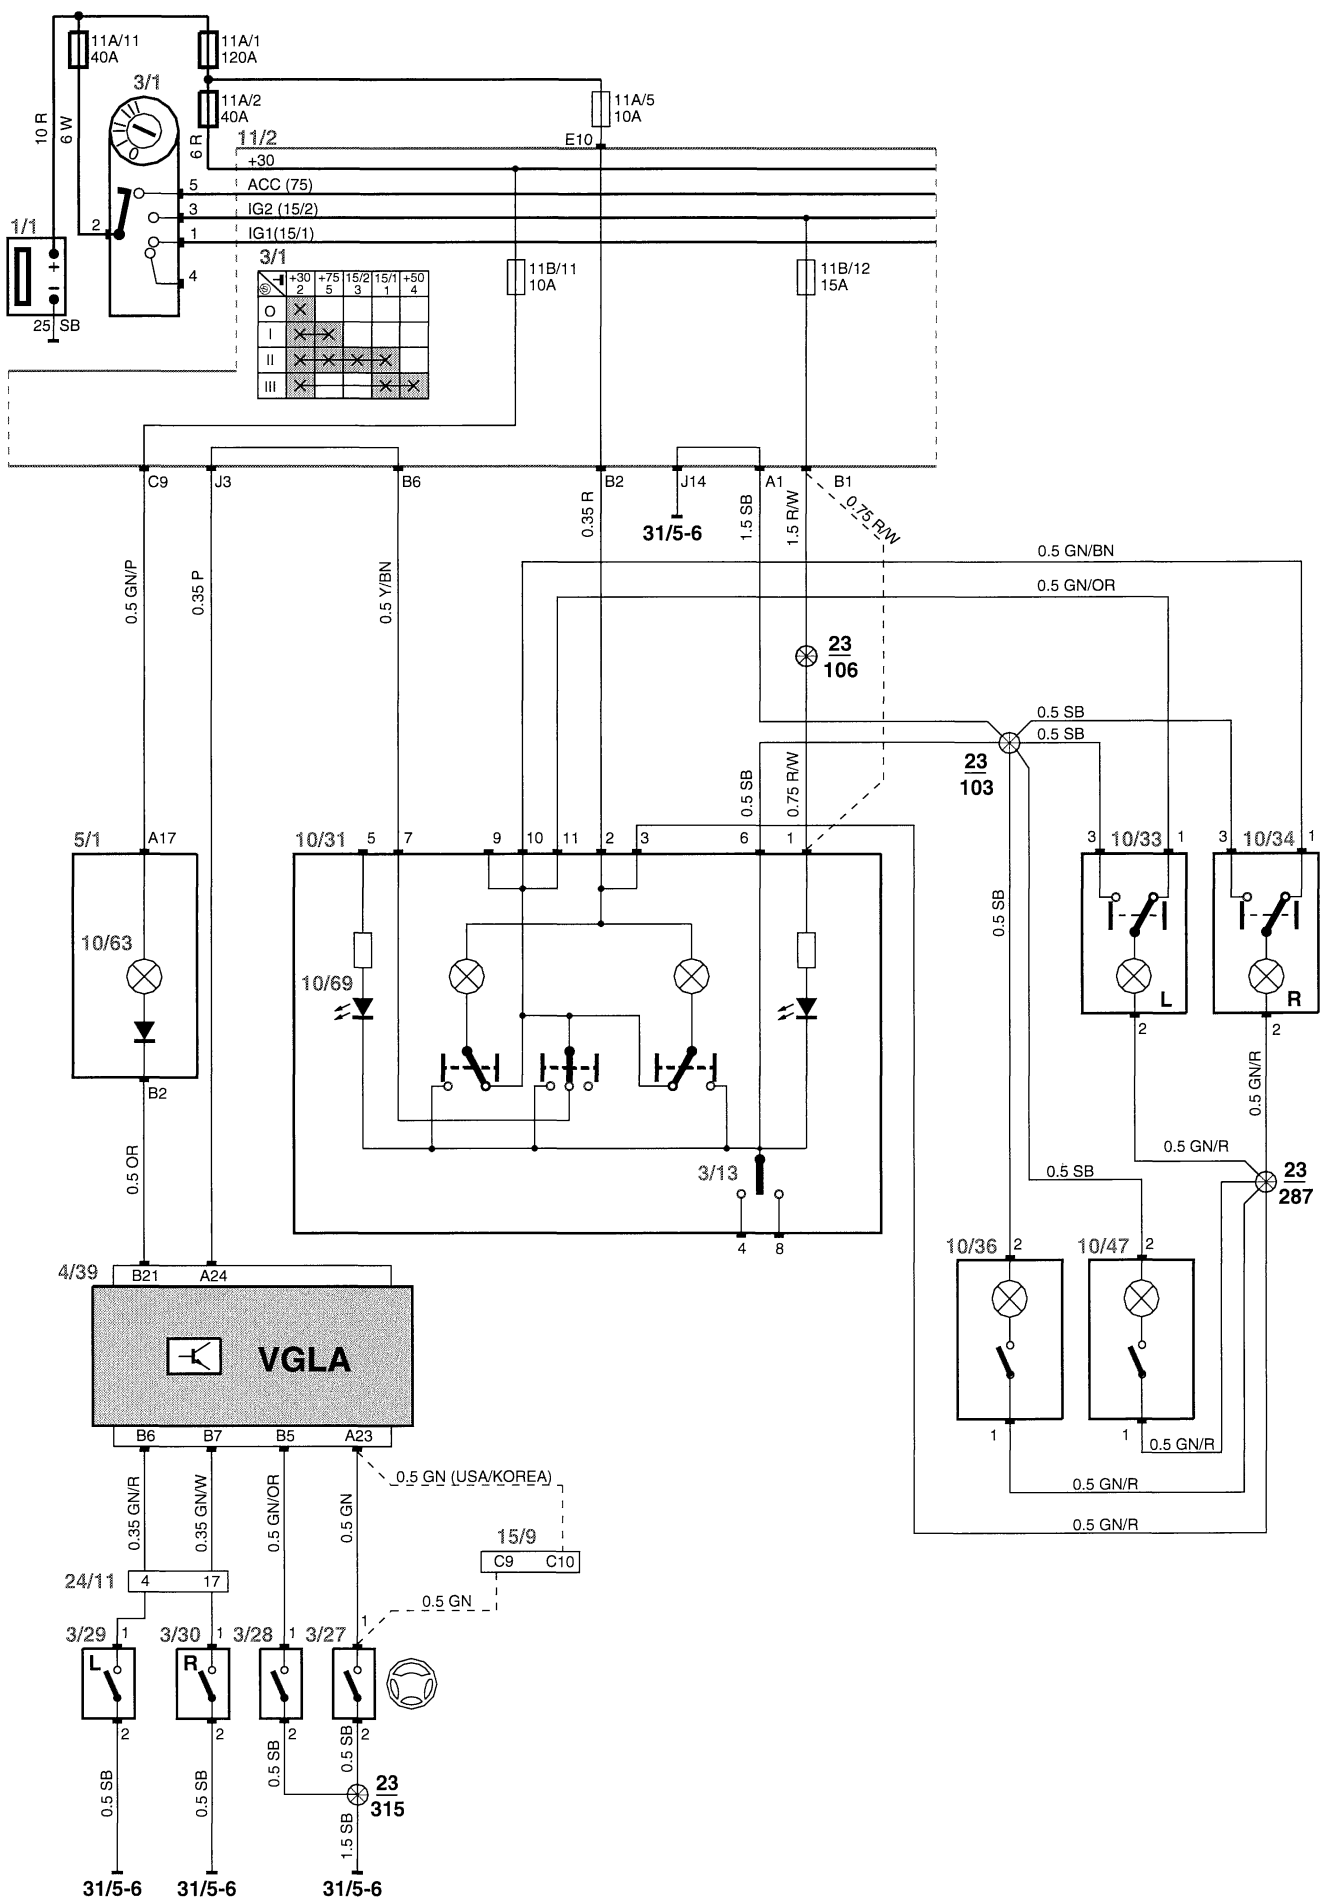 11A/11
40A
11A/1
120A
3/1
11A/2
40A
11A/5
10A
10 R
6 W
6 R
O
11/2
E10
+30
5
ACC (75)
3
IG2 (15/2)
2
1
IG1(15/1)
4
1/1
+
−
25 SB
3/1
+30 +75 15/2 15/1 +50
2 5 3 1 4
O
I
II
III
11B/11
10A
11B/12
15A
C9
J3
B6
B2
J14
A1
B1
31/5-6
0.5 GN/P
0.35 P
0.5 Y/BN
0.35 R
1.5 SB
1.5 R/W
0.75 R/W
0.5 GN/BN
0.5 GN/OR
23
106
0.5 SB
0.5 SB
23
103
0.5 SB
0.75 R/W
5/1
A17
10/31
5
7
9
10
11
2
3
6
1
3
10/33
1
3
10/34
1
10/63
10/69
0.5 SB
L
R
2
2
B2
0.5 OR
3/13
4
8
0.5 GN/R
0.5 GN/R
0.5 SB
23
287
10/36
2
10/47
2
4/39
B21
A24
VGLA
B6
B7
B5
A23
1
1
0.5 GN/R
0.5 GN/R
0.5 GN/R
0.5 GN (USA/KOREA)
0.35 GN/R
0.35 GN/W
0.5 GN/OR
0.5 GN
15/9
C9
C10
24/11
4
17
0.5 GN
3/29
1
3/30
1
3/28
1
3/27
1
L
R
2
2
2
2
0.5 SB
0.5 SB
0.5 SB
0.5 SB
23
315
1.5 SB
31/5-6
31/5-6
31/5-6